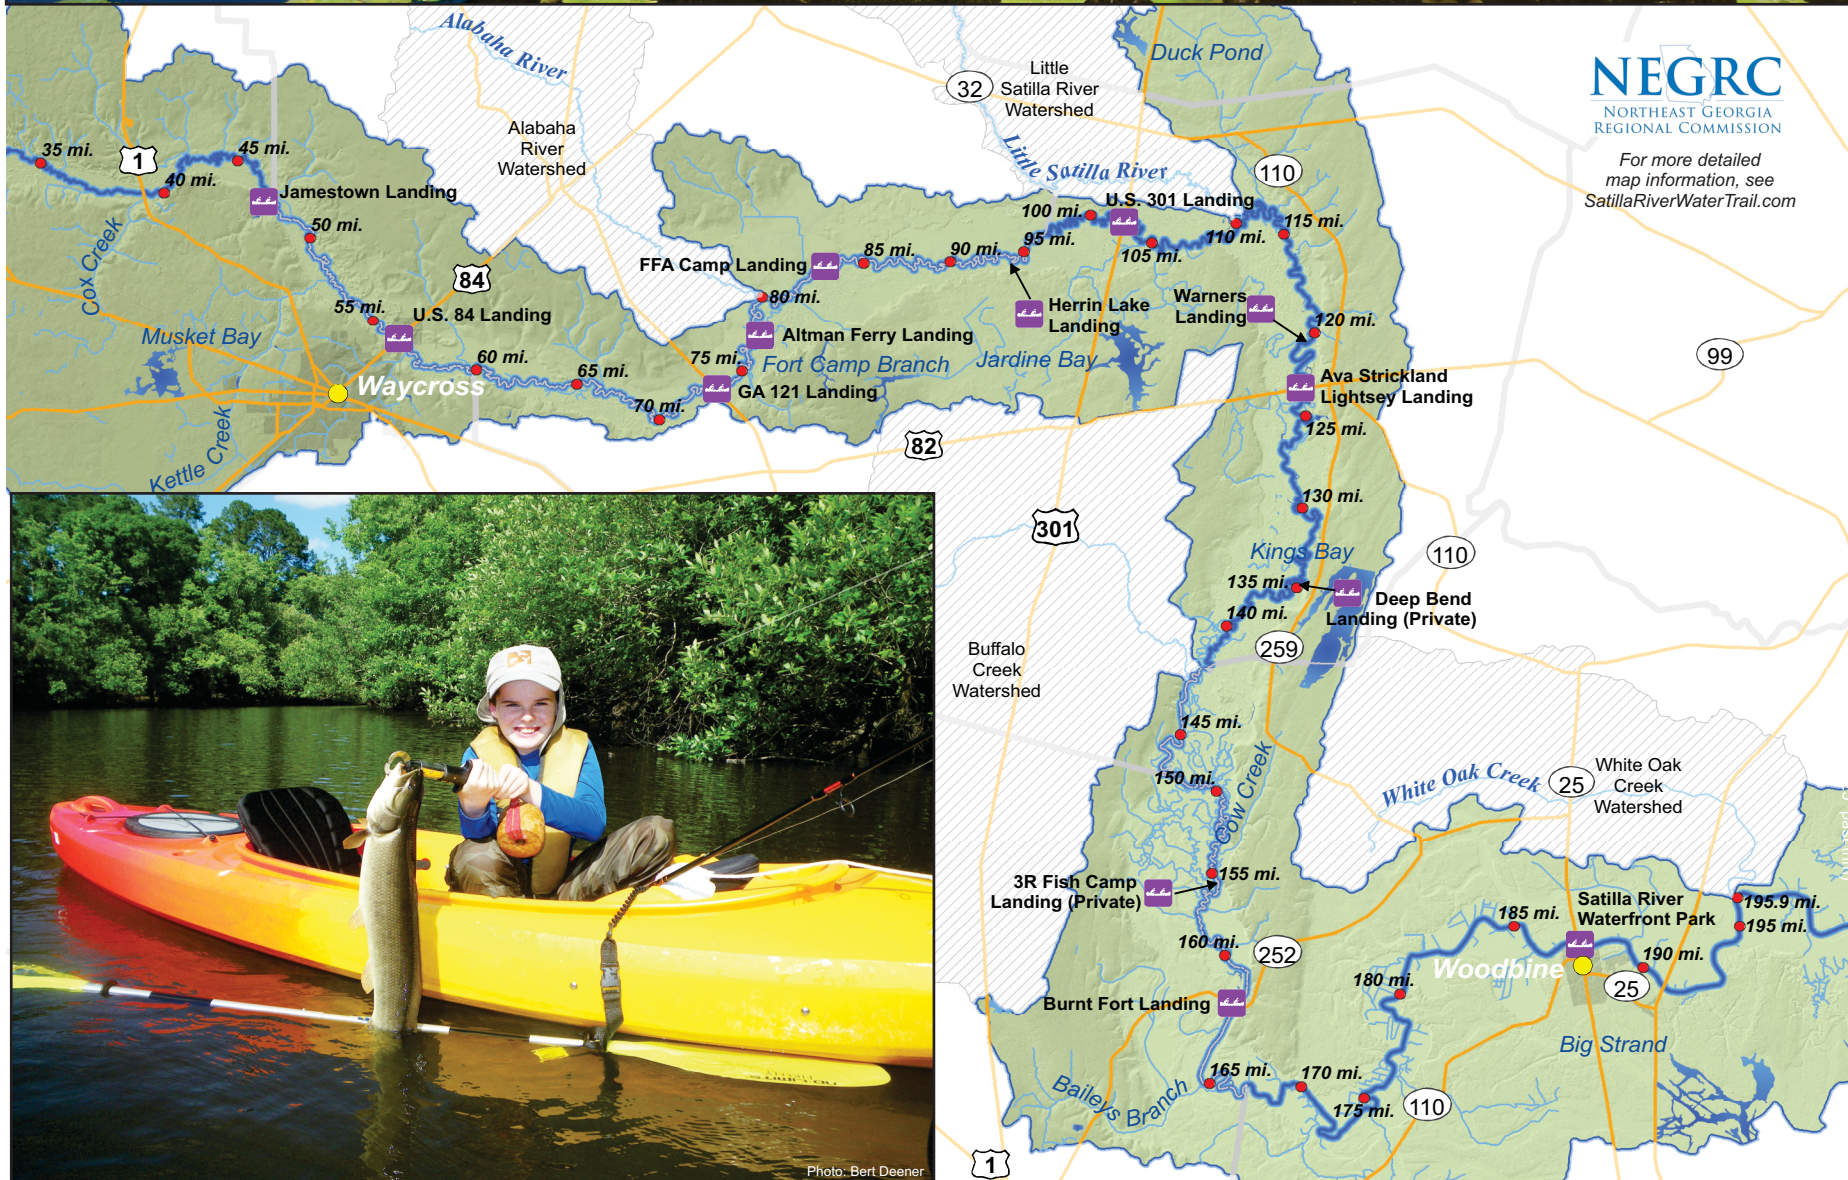 Alabaha River
Duck Pond
NEGRC
NORTHEAST GEORGIA
REGIONAL COMMISSION
For more detailed
map information, see
SatillaRiverWaterTrail.com
32
Little
Satilla River
Watershed
Alabaha
River
Watershed
Little Satilla River
110
35 mi.
1
45 mi.
40 mi.
Jamestown Landing
50 mi.
Cox Creek
84
55 mi.
U.S. 84 Landing
Musket Bay
60 mi.
65 mi.
Waycross
70 mi.
Kettle Creek
75 mi.
GA 121 Landing
Fort Camp Branch
Altman Ferry Landing
80 mi.
FFA Camp Landing
85 mi.
90 mi.
95 mi.
100 mi.
U.S. 301 Landing
105 mi.
110 mi.
115 mi.
Herrin Lake
Landing
Jardine Bay
Warners
Landing
120 mi.
99
Ava Strickland
Lightsey Landing
125 mi.
82
301
130 mi.
Kings Bay
110
135 mi.
Deep Bend
Landing (Private)
140 mi.
259
Buffalo
Creek
Watershed
145 mi.
150 mi.
Cow Creek
White Oak Creek
25
White Oak
Creek
Watershed
155 mi.
3R Fish Camp
Landing (Private)
160 mi.
252
Burnt Fort Landing
165 mi.
Baileys Branch
170 mi.
175 mi.
110
180 mi.
185 mi.
Satilla River
Waterfront Park
Woodbine
25
190 mi.
195.9 mi.
195 mi.
Big Strand
1
NO LIMITS
Photo: Bert Deener